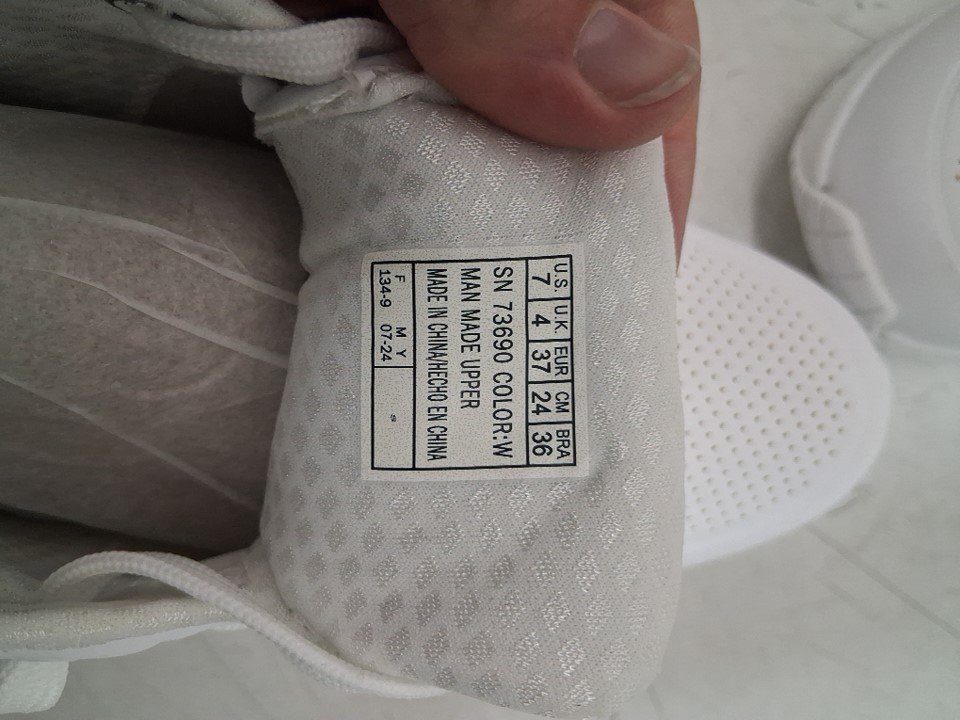 U.S. U.K. EUR CM BRA
7 4 37 24 36
SN 73690 COLOR:W
MAN MADE UPPER
MADE IN CHINA/HECHO EN CHINA
F M Y
134-9 07-24